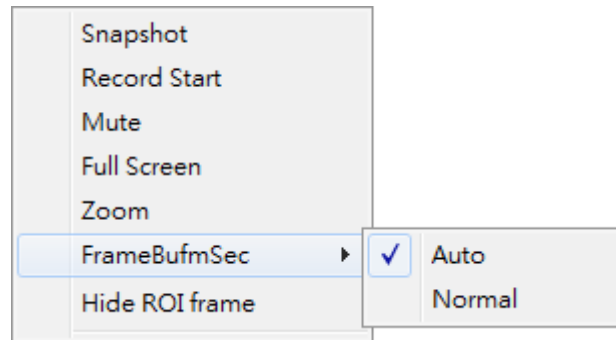 Snapshot
Record Start
Mute
Full Screen
Zoom
FrameBufmSec
Auto
Hide ROI frame
Normal